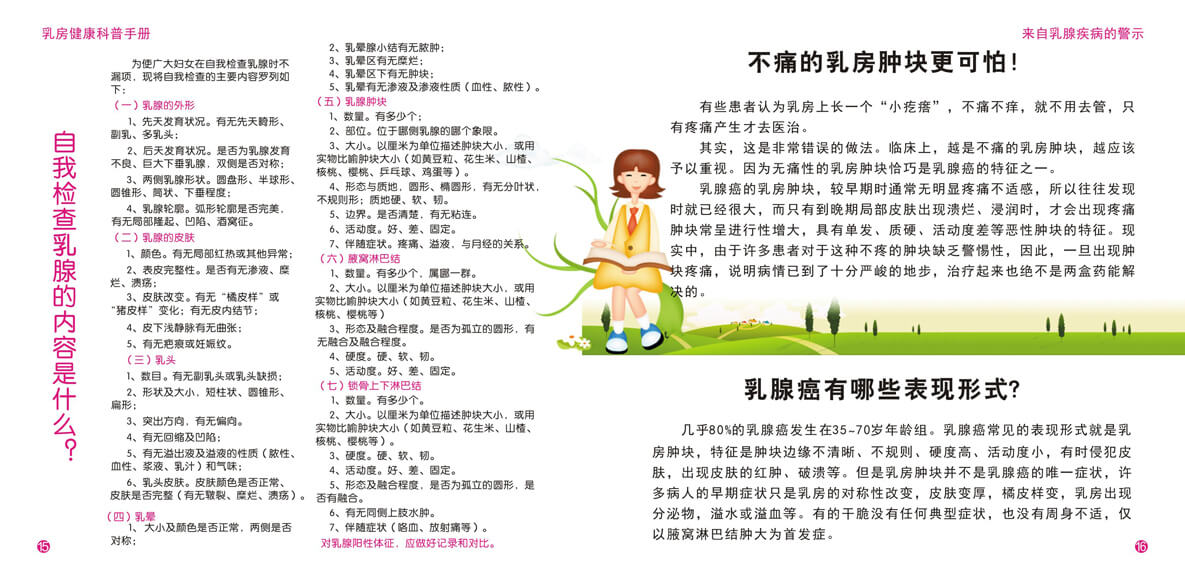 乳房健康科普手册
自我检查乳腺的内容是什么?
为使广大妇女在自我检查乳腺时不
漏项，现将自我检查的主要内容罗列如
下：
（一）乳腺的外形
1、先天发育状况。有无先天畸形、
副乳、多乳头；
2、后天发育状况。是否为乳腺发育
不良、巨大下垂乳腺，双侧是否对称；
3、两侧乳腺形状。圆盘形、半球形、
圆锥形、筒状、下垂程度；
4、乳腺轮廓。弧形轮廓是否完美，
有无局部隆起、凹陷、酒窝征。
（二）乳腺的皮肤
1、颜色。有无局部红热或其他异常；
2、表皮完整性。是否有无渗液、糜
烂、溃疡；
3、皮肤改变。有无“橘皮样”或
“猪皮样”变化；有无皮内结节；
4、皮下浅静脉有无曲张；
5、有无疤痕或妊娠纹。
（三）乳头
1、数目。有无副乳头或乳头缺损；
2、形状及大小，短柱状、圆锥形、
扁形；
3、突出方向，有无偏向。
4、有无回缩及凹陷；
5、有无溢出液及溢液的性质（脓性、
血性、浆液、乳汁）和气味；
6、乳头皮肤。皮肤颜色是否正常、
皮肤是否完整（有无皲裂、糜烂、溃疡）。
（四）乳晕
1、大小及颜色是否正常，两侧是否
对称；
15
2、乳晕腺小结有无脓肿；
3、乳晕区有无糜烂；
4、乳晕区下有无肿块；
5、乳晕有无渗液及渗液性质（血性、脓性）。
（五）乳腺肿块
1、数量。有多少个；
2、部位。位于哪侧乳腺的哪个象限。
3、大小。以厘米为单位描述肿块大小，或用
实物比喻肿块大小（如黄豆粒、花生米、山楂、
核桃、樱桃、乒乓球、鸡蛋等）。
4、形态与质地，圆形、椭圆形，有无分叶状，
不规则形；质地硬、软、韧。
5、边界。是否清楚，有无粘连。
6、活动度。好、差、固定。
7、伴随症状。疼痛、溢液，与月经的关系。
（六）腋窝淋巴结
1、数量。有多少个，属哪一群。
2、大小。以厘米为单位描述肿块大小，或用
实物比喻肿块大小（如黄豆粒、花生米、山楂、
核桃、樱桃等）
3、形态及融合程度。是否为孤立的圆形，有
无融合及融合程度。
4、硬度。硬、软、韧。
5、活动度。好、差、固定。
（七）锁骨上下淋巴结
1、数量。有多少个。
2、大小。以厘米为单位描述肿块大小，或用
实物比喻肿块大小（如黄豆粒、花生米、山楂、
核桃、樱桃等）。
3、硬度。硬、软、韧。
4、活动度。好、差、固定。
5、形态及融合程度，是否为孤立的圆形，是
否有融合。
6、有无同侧上肢水肿。
7、伴随症状（咯血、放射痛等）。
对乳腺阳性体征，应做好记录和对比。
来自乳腺疾病的警示
不痛的乳房肿块更可怕！
有些患者认为乳房上长一个“小疙瘩”，不痛不痒，就不用去管，只
有疼痛产生才去医治。
其实，这是非常错误的做法。临床上，越是不痛的乳房肿块，越应该
予以重视。因为无痛性的乳房肿块恰巧是乳腺癌的特征之一。
乳腺癌的乳房肿块，较早期时通常无明显疼痛不适感，所以往往发现
时就已经很大，而只有到晚期局部皮肤出现溃烂、浸润时，才会出现疼痛
肿块常呈进行性增大，具有单发、质硬、活动度差等恶性肿块的特征。现
实中，由于许多患者对于这种不疼的肿块缺乏警惕性，因此，一旦出现肿
块疼痛，说明病情已到了十分严峻的地步，治疗起来也绝不是两盒药能解
决的。
乳腺癌有哪些表现形式?
几乎80%的乳腺癌发生在35-70岁年龄组。乳腺癌常见的表现形式就是乳
房肿块，特征是肿块边缘不清晰、不规则、硬度高、活动度小，有时侵犯皮
肤，出现皮肤的红肿、破溃等。但是乳房肿块并不是乳腺癌的唯一症状，许
多病人的早期症状只是乳房的对称性改变，皮肤变厚，橘皮样变，乳房出现
分泌物，溢水或溢血等。有的干脆没有任何典型症状，也没有周身不适，仅
以腋窝淋巴结肿大为首发症。
16